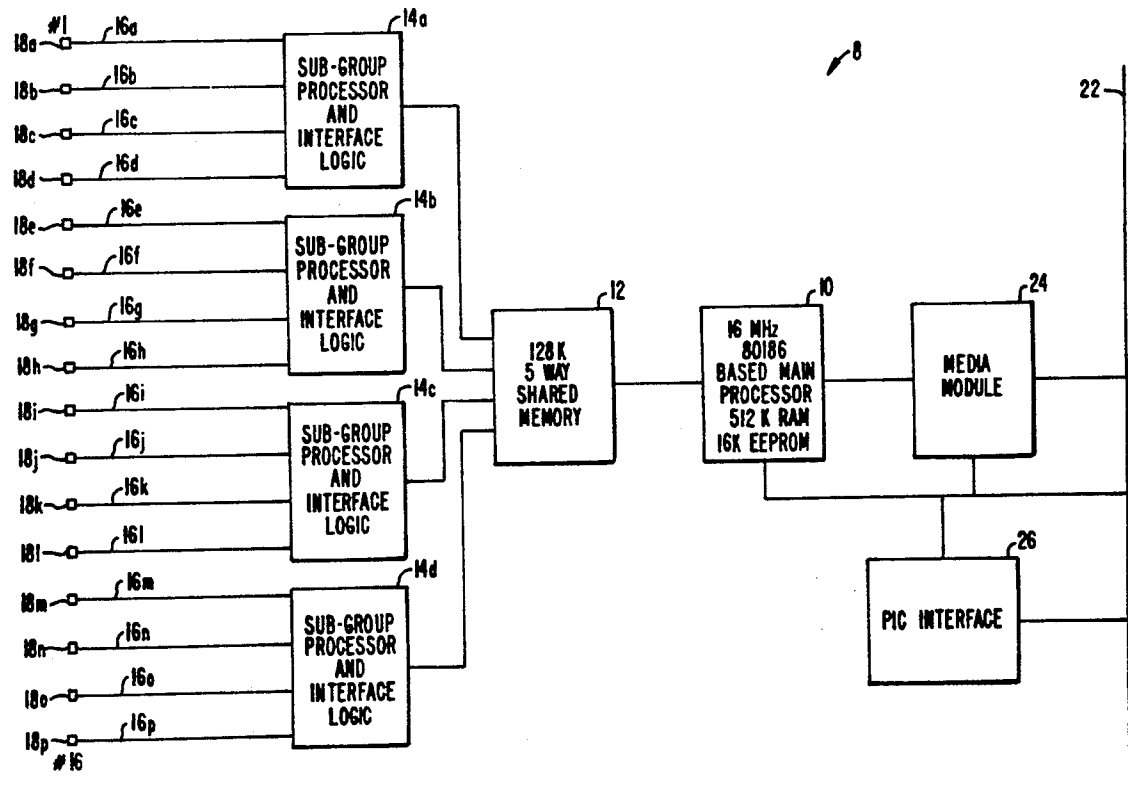 #1
18a 16a
18b 16b
18c 16c
18d 16d
14a
SUB-GROUP
PROCESSOR
AND
INTERFACE
LOGIC
18e 16e
18f 16f
18g 16g
18h 16h
14b
SUB-GROUP
PROCESSOR
AND
INTERFACE
LOGIC
18i 16i
18j 16j
18k 16k
18l 16l
14c
SUB-GROUP
PROCESSOR
AND
INTERFACE
LOGIC
18m 16m
18n 16n
18o 16o
18p 16p
#16
14d
SUB-GROUP
PROCESSOR
AND
INTERFACE
LOGIC
12
128K
5 WAY
SHARED
MEMORY
10
16 MHz
80186
BASED MAIN
PROCESSOR
512 K RAM
16K EEPROM
8
22
24
MEDIA
MODULE
26
PIC INTERFACE